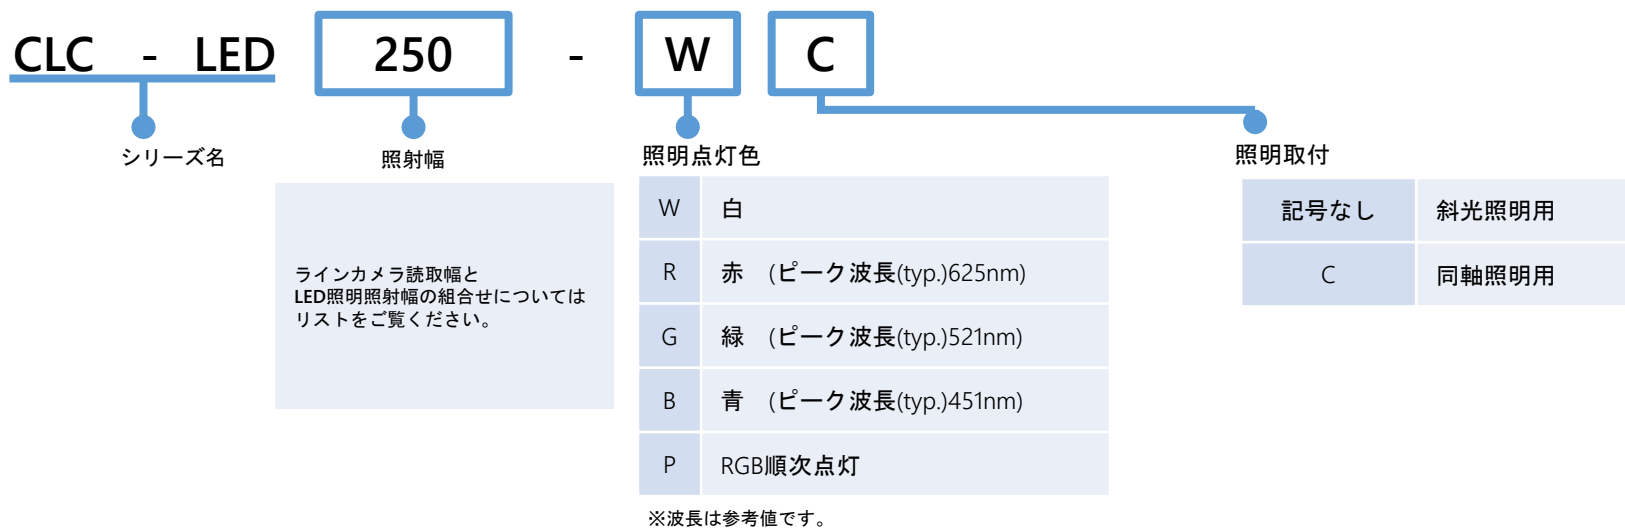 CLC - LED 250 - W C
シリーズ名
照射幅
ラインカメラ読取幅と
LED照明照射幅の組合せについては
リストをご覧ください。
照明点灯色
W 白
R 赤 (ピーク波長(typ.)625nm)
G 緑 (ピーク波長(typ.)521nm)
B 青 (ピーク波長(typ.)451nm)
P RGB順次点灯
※波長は参考値です。
照明取付
記号なし 斜光照明用
C 同軸照明用